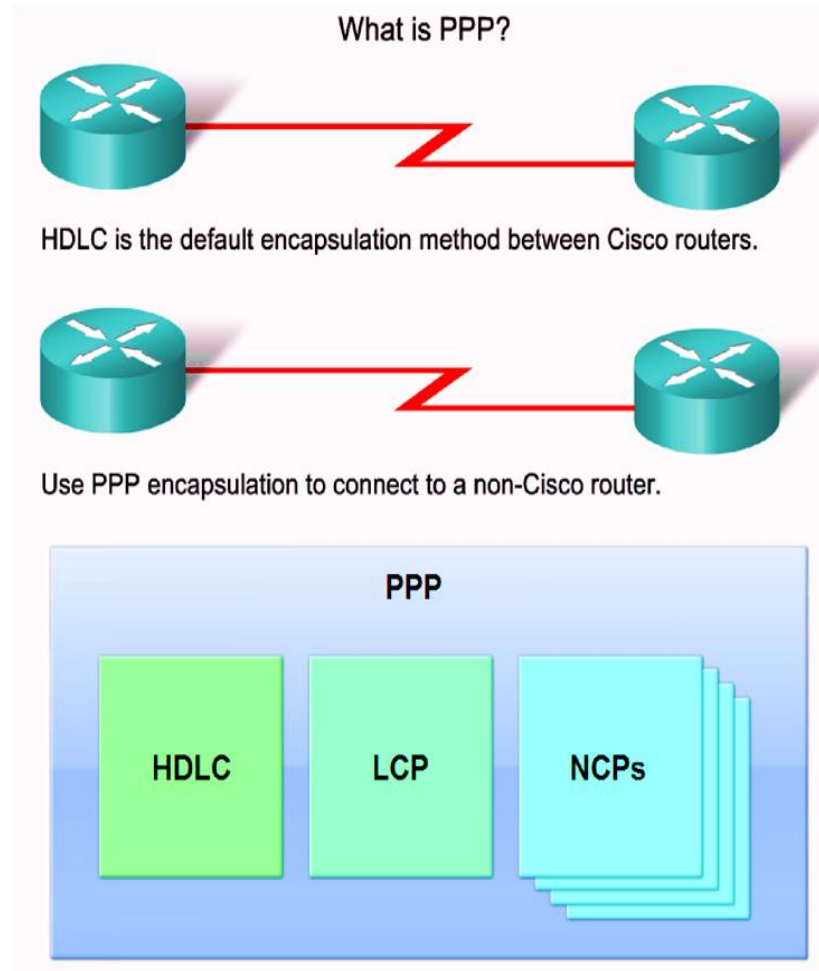 What is PPP?
HDLC is the default encapsulation method between Cisco routers.
Use PPP encapsulation to connect to a non-Cisco router.
PPP
HDLC
LCP
NCPs